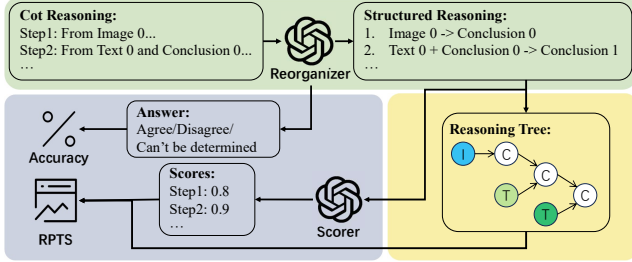 Cot Reasoning:
Step1: From Image 0...
Step2: From Text 0 and Conclusion 0...
...
Reorganizer
Structured Reasoning:
1. Image 0 -> Conclusion 0
2. Text 0 + Conclusion 0 -> Conclusion 1
...
Answer:
Agree/Disagree/
Can't be determined
Accuracy
Scores:
Step1: 0.8
Step2: 0.9
...
RPTS
Scorer
Reasoning Tree:
I
C
C
T
C
T